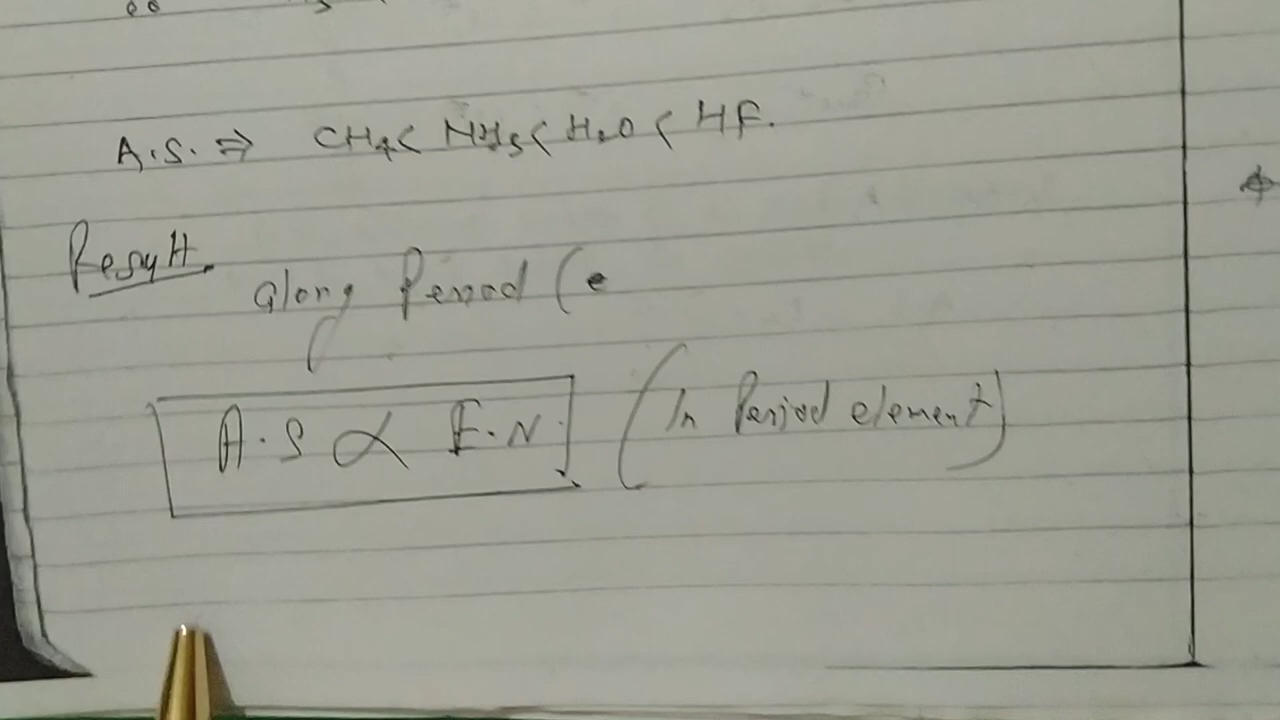 A.S. ⇒ CH₄ < NH₃ < H₂O < HF.
Result.
along Period (
A.S ∝ E.N. (In Period element)